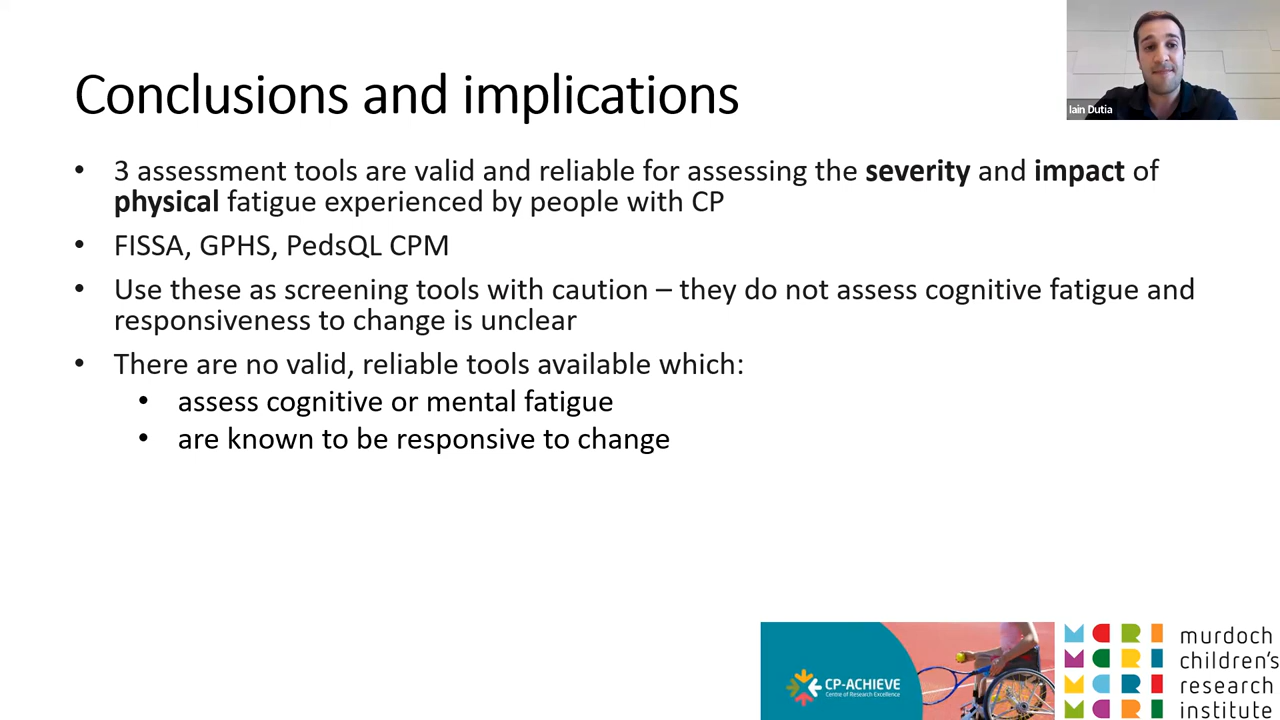 Conclusions and implications
Iain Dutia
• 3 assessment tools are valid and reliable for assessing the severity and impact of
physical fatigue experienced by people with CP
• FISSA, GPHS, PedsQL CPM
• Use these as screening tools with caution – they do not assess cognitive fatigue and
responsiveness to change is unclear
• There are no valid, reliable tools available which:
• assess cognitive or mental fatigue
• are known to be responsive to change
CP-ACHIEVE
Centre of Research Excellence
MCRI
MCRI
MCRI
MCRI
murdoch
children's
research
institute